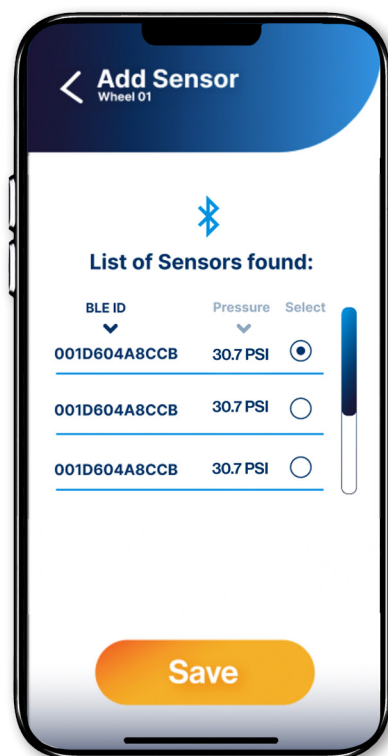 Add Sensor
Wheel 01
List of Sensors found:
BLE ID Pressure Select
001D604A8CCB 30.7 PSI
001D604A8CCB 30.7 PSI
001D604A8CCB 30.7 PSI
Save